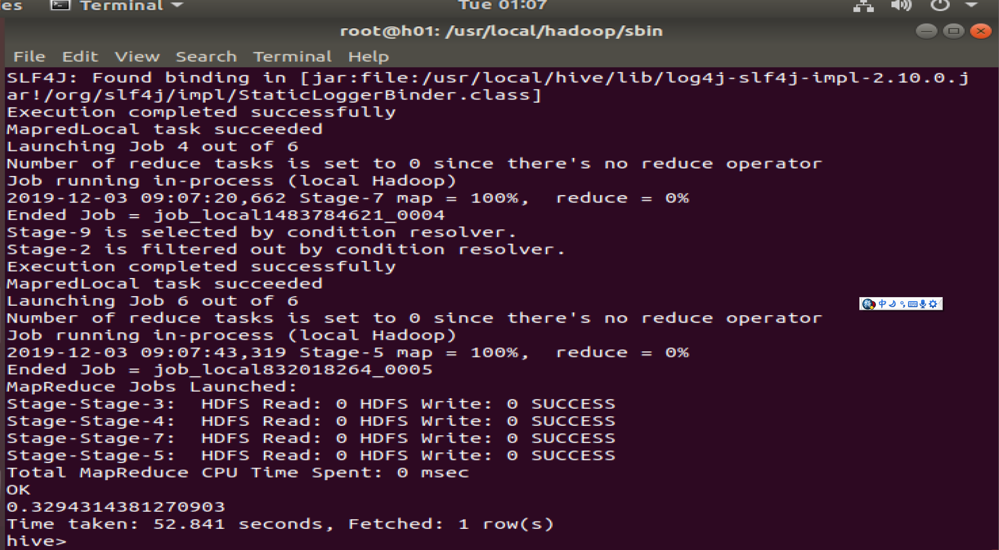 es Terminal Tue 01:07
root@h01: /usr/local/hadoop/sbin
File Edit View Search Terminal Help
SLF4J: Found binding in [jar:file:/usr/local/hive/lib/log4j-slf4j-impl-2.10.0.j
ar!/org/slf4j/impl/StaticLoggerBinder.class]
Execution completed successfully
MapredLocal task succeeded
Launching Job 4 out of 6
Number of reduce tasks is set to 0 since there's no reduce operator
Job running in-process (local Hadoop)
2019-12-03 09:07:20,662 Stage-7 map = 100%,  reduce = 0%
Ended Job = job_local1483784621_0004
Stage-9 is selected by condition resolver.
Stage-2 is filtered out by condition resolver.
Execution completed successfully
MapredLocal task succeeded
Launching Job 6 out of 6
拼 中
Number of reduce tasks is set to 0 since there's no reduce operator
Job running in-process (local Hadoop)
2019-12-03 09:07:43,319 Stage-5 map = 100%,  reduce = 0%
Ended Job = job_local832018264_0005
MapReduce Jobs Launched:
Stage-Stage-3:  HDFS Read: 0 HDFS Write: 0 SUCCESS
Stage-Stage-4:  HDFS Read: 0 HDFS Write: 0 SUCCESS
Stage-Stage-7:  HDFS Read: 0 HDFS Write: 0 SUCCESS
Stage-Stage-5:  HDFS Read: 0 HDFS Write: 0 SUCCESS
Total MapReduce CPU Time Spent: 0 msec
OK
0.3294314381270903
Time taken: 52.841 seconds, Fetched: 1 row(s)
hive>